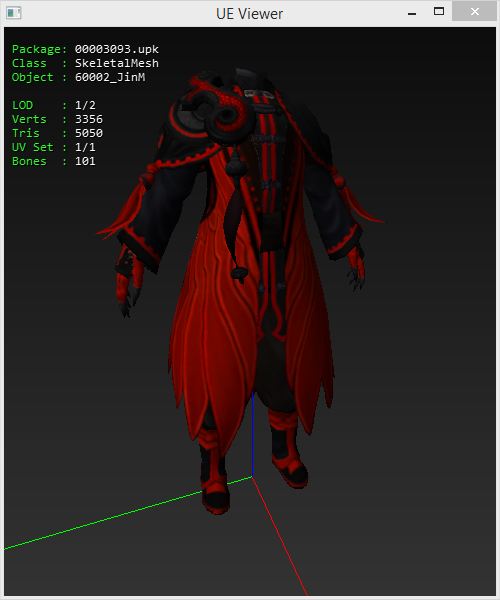 UE Viewer
Package: 00003093.upk
Class : SkeletalMesh
Object : 60002_JinM
LOD : 1/2
Verts : 3356
Tris : 5050
UV Set : 1/1
Bones : 101